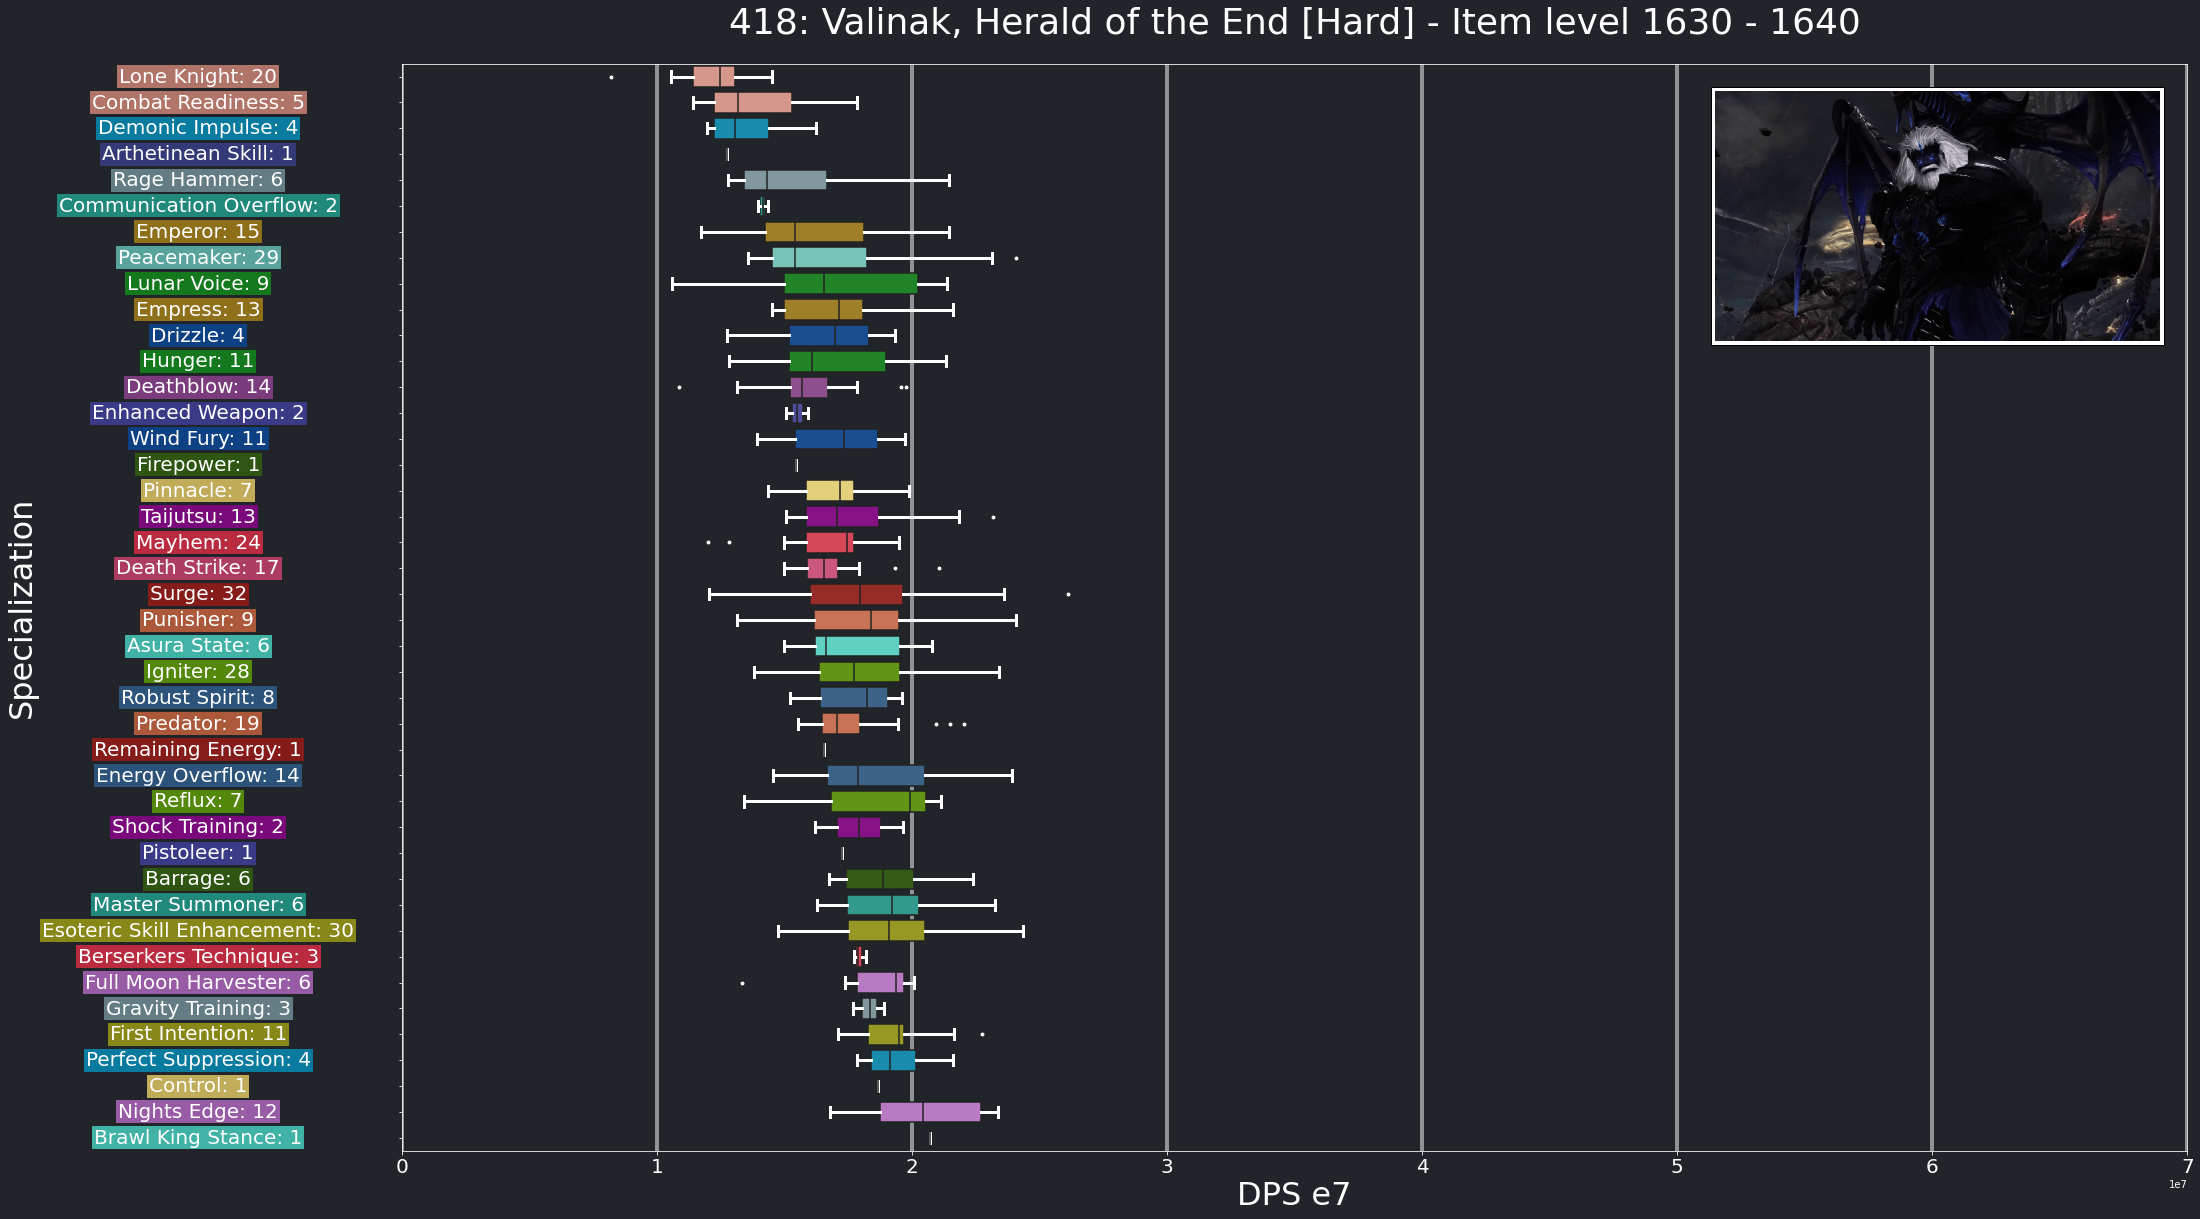 418: Valinak, Herald of the End [Hard] - Item level 1630 - 1640
Specialization
Lone Knight: 20
Combat Readiness: 5
Demonic Impulse: 4
Arthetinean Skill: 1
Rage Hammer: 6
Communication Overflow: 2
Emperor: 15
Peacemaker: 29
Lunar Voice: 9
Empress: 13
Drizzle: 4
Hunger: 11
Deathblow: 14
Enhanced Weapon: 2
Wind Fury: 11
Firepower: 1
Pinnacle: 7
Taijutsu: 13
Mayhem: 24
Death Strike: 17
Surge: 32
Punisher: 9
Asura State: 6
Igniter: 28
Robust Spirit: 8
Predator: 19
Remaining Energy: 1
Energy Overflow: 14
Reflux: 7
Shock Training: 2
Pistoleer: 1
Barrage: 6
Master Summoner: 6
Esoteric Skill Enhancement: 30
Berserkers Technique: 3
Full Moon Harvester: 6
Gravity Training: 3
First Intention: 11
Perfect Suppression: 4
Control: 1
Nights Edge: 12
Brawl King Stance: 1
0 1 2 3 4 5 6 7
1e7
DPS e7